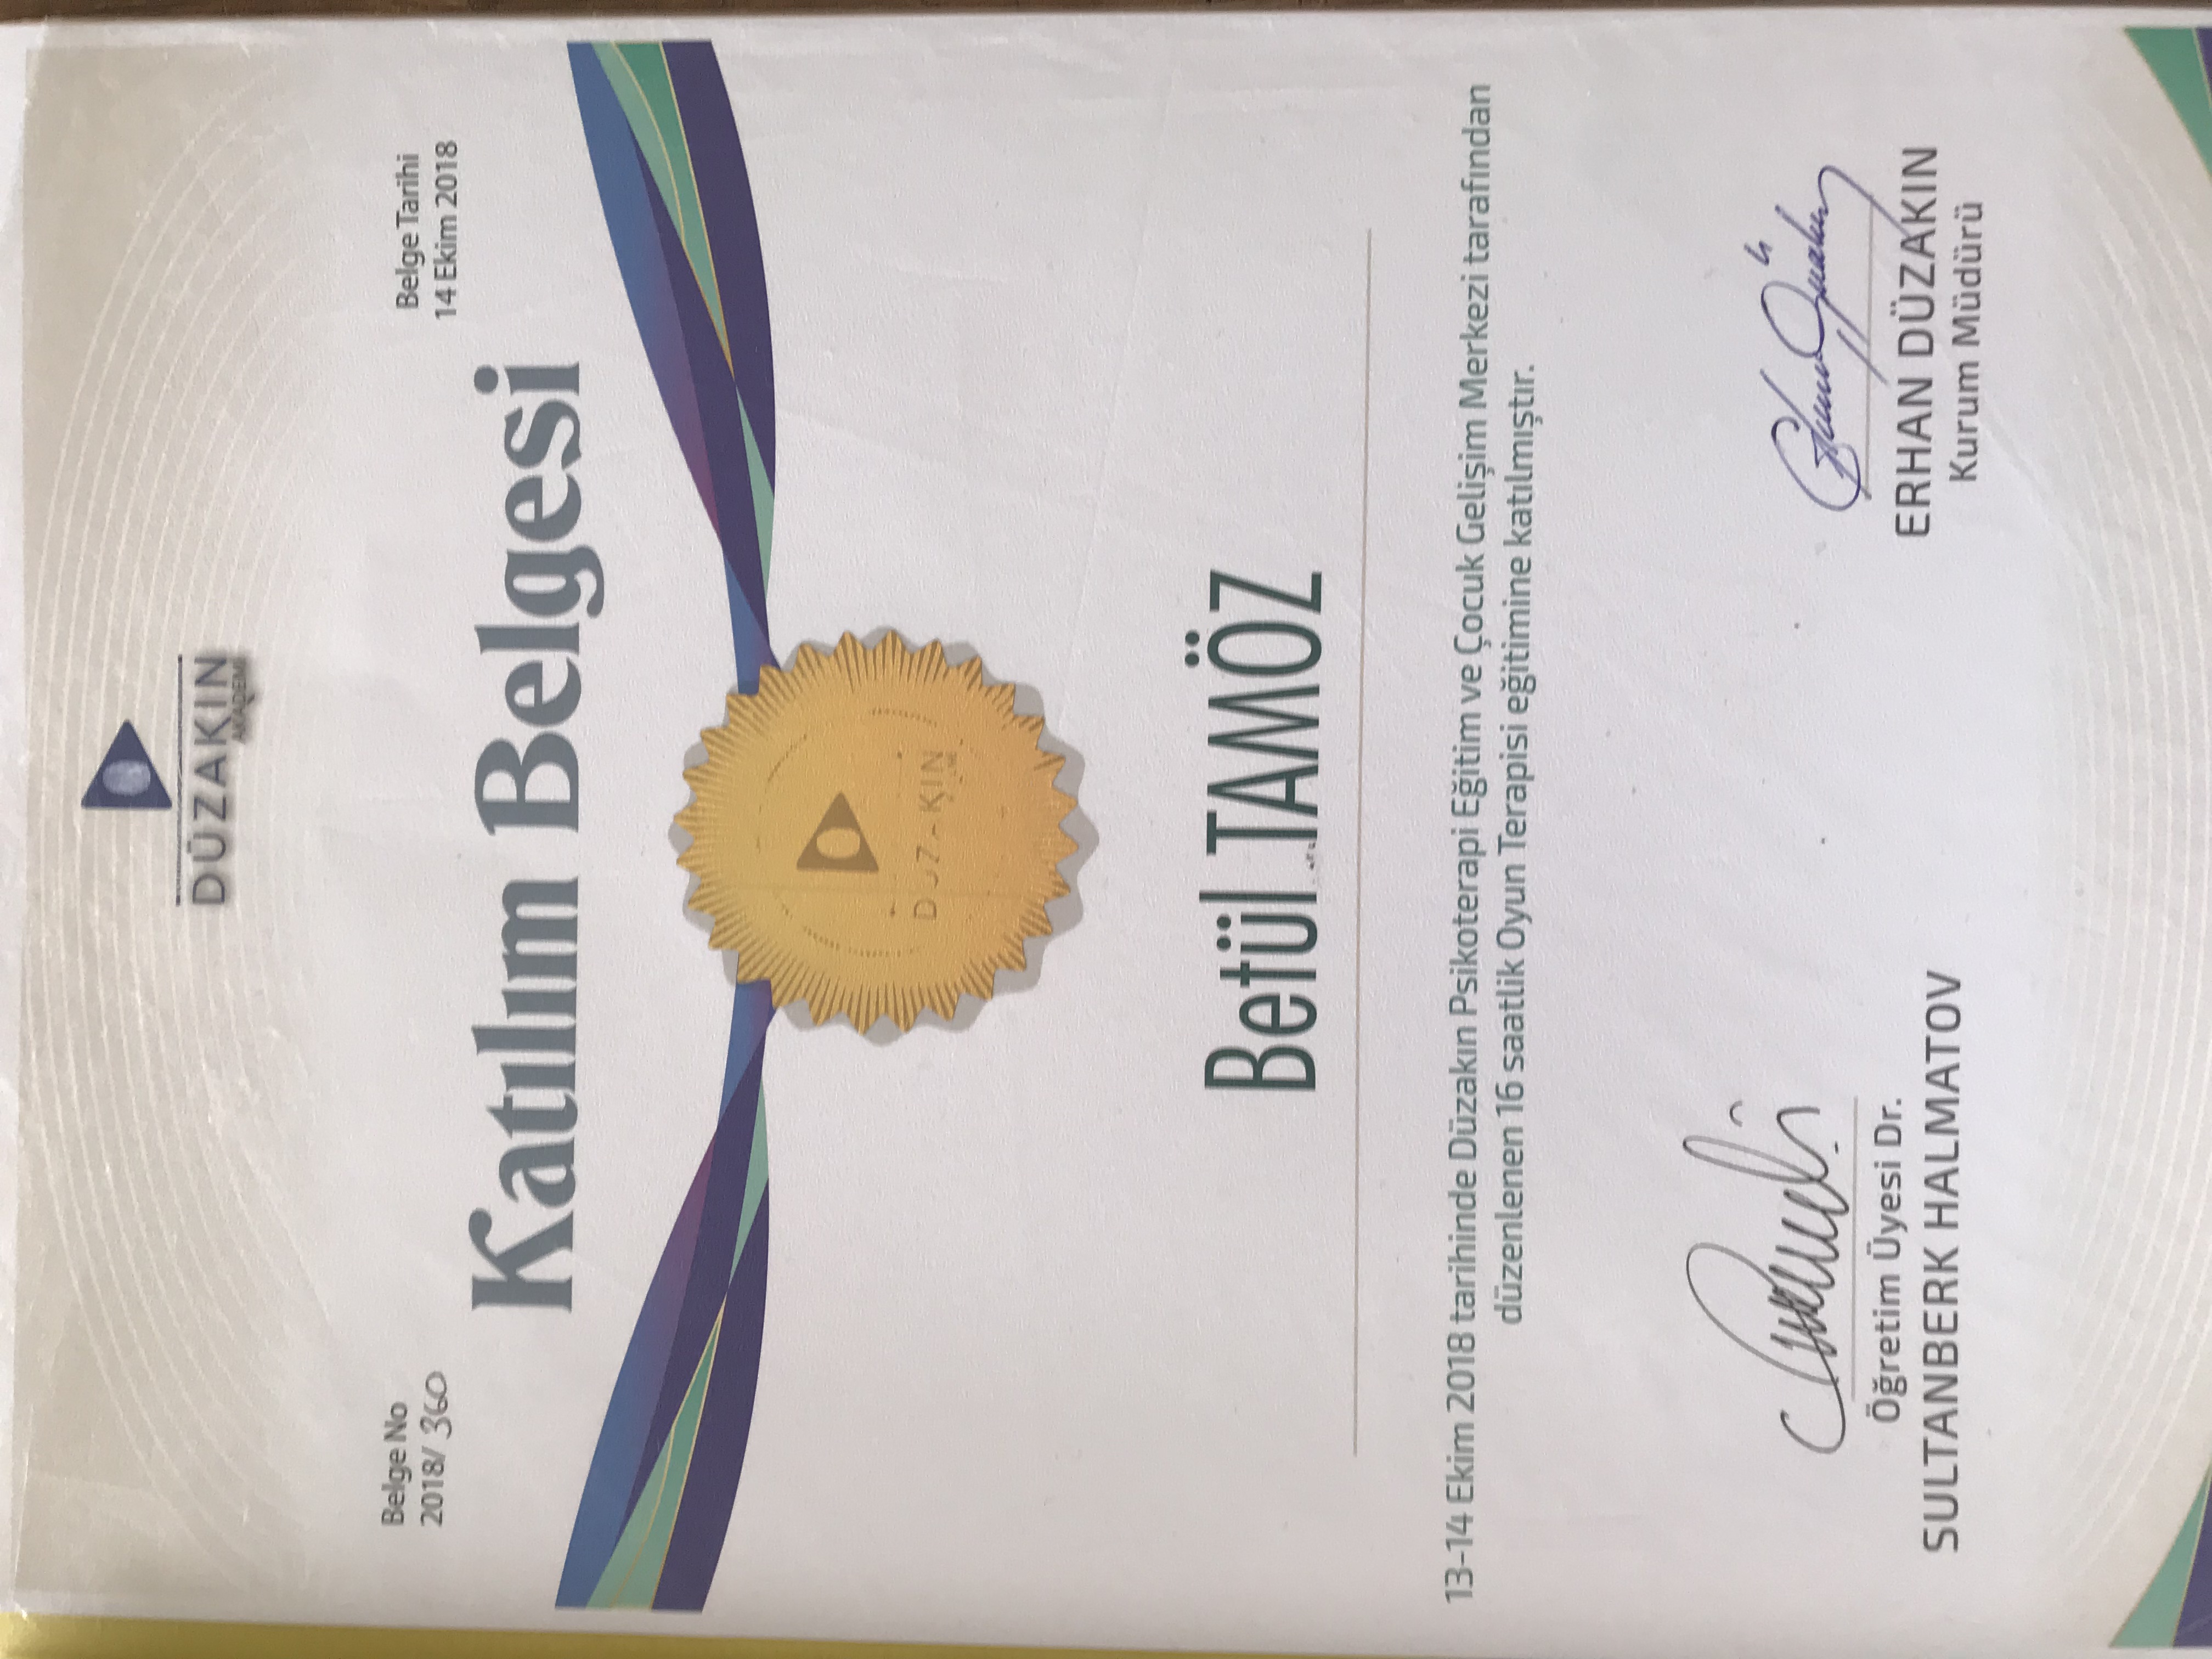 DÜZAKIN
AKADEMİ
Belge No
2018/ 360
Belge Tarihi
14 Ekim 2018
Katılım Belgesi
Betül TAMÖZ
13-14 Ekim 2018 tarihinde Düzakın Psikoterapi Eğitim ve Çocuk Gelişim Merkezi tarafından
düzenlenen 16 saatlik Oyun Terapisi eğitimine katılmıştır.
Öğretim Üyesi Dr.
SULTANBERK HALMATOV
ERHAN DÜZAKIN
Kurum Müdürü